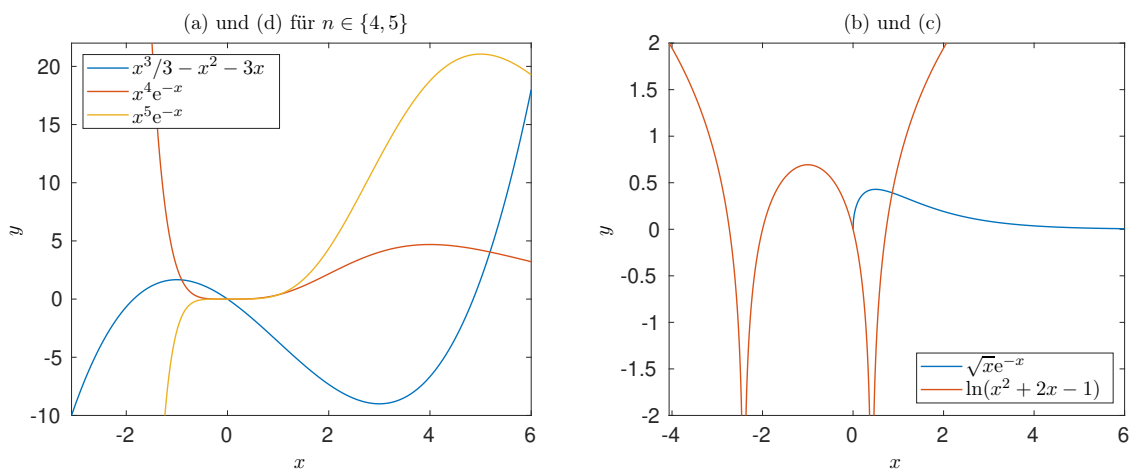 (a) und (d) für n ∈ {4, 5}
x³/3 − x² − 3x
x⁴e⁻ˣ
x⁵e⁻ˣ
20
15
10
5
0
-5
-10
y
-2
0
2
4
6
x
(b) und (c)
2
1.5
1
0.5
0
-0.5
-1
-1.5
-2
y
√xe⁻ˣ
ln(x² + 2x − 1)
-4
-2
0
2
4
6
x